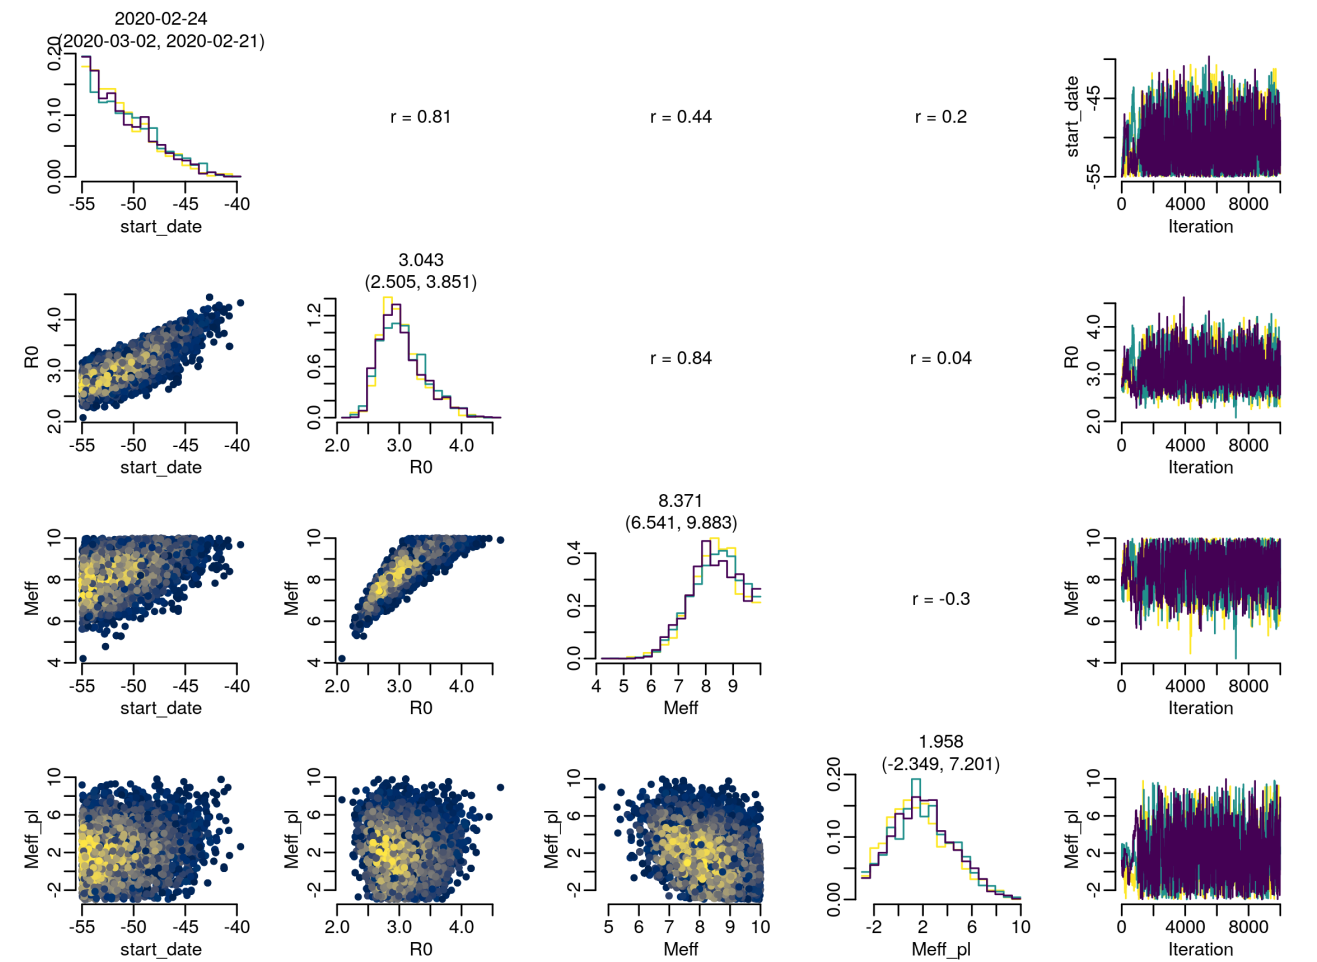 2020-02-24
(2020-03-02, 2020-02-21)
0.00 0.10 0.20
-55 -50 -45 -40
start_date
r = 0.81
r = 0.44
r = 0.2
start_date
-55 -45
0 4000 8000
Iteration
R0
2.0 3.0 4.0
-55 -50 -45 -40
start_date
3.043
(2.505, 3.851)
0.0 0.6 1.2
2.0 3.0 4.0
R0
r = 0.84
r = 0.04
R0
2.0 3.0 4.0
0 4000 8000
Iteration
Meff
4 6 8 10
-55 -50 -45 -40
start_date
Meff
4 6 8 10
2.0 3.0 4.0
R0
8.371
(6.541, 9.883)
0.0 0.2 0.4
4 5 6 7 8 9
Meff
r = -0.3
Meff
4 6 8 10
0 4000 8000
Iteration
Meff_pl
-2 2 6 10
-55 -50 -45 -40
start_date
Meff_pl
-2 2 6 10
2.0 3.0 4.0
R0
Meff_pl
-2 2 6 10
5 6 7 8 9 10
Meff
1.958
(-2.349, 7.201)
0.00 0.10 0.20
-2 2 6 10
Meff_pl
Meff_pl
-2 2 6 10
0 4000 8000
Iteration